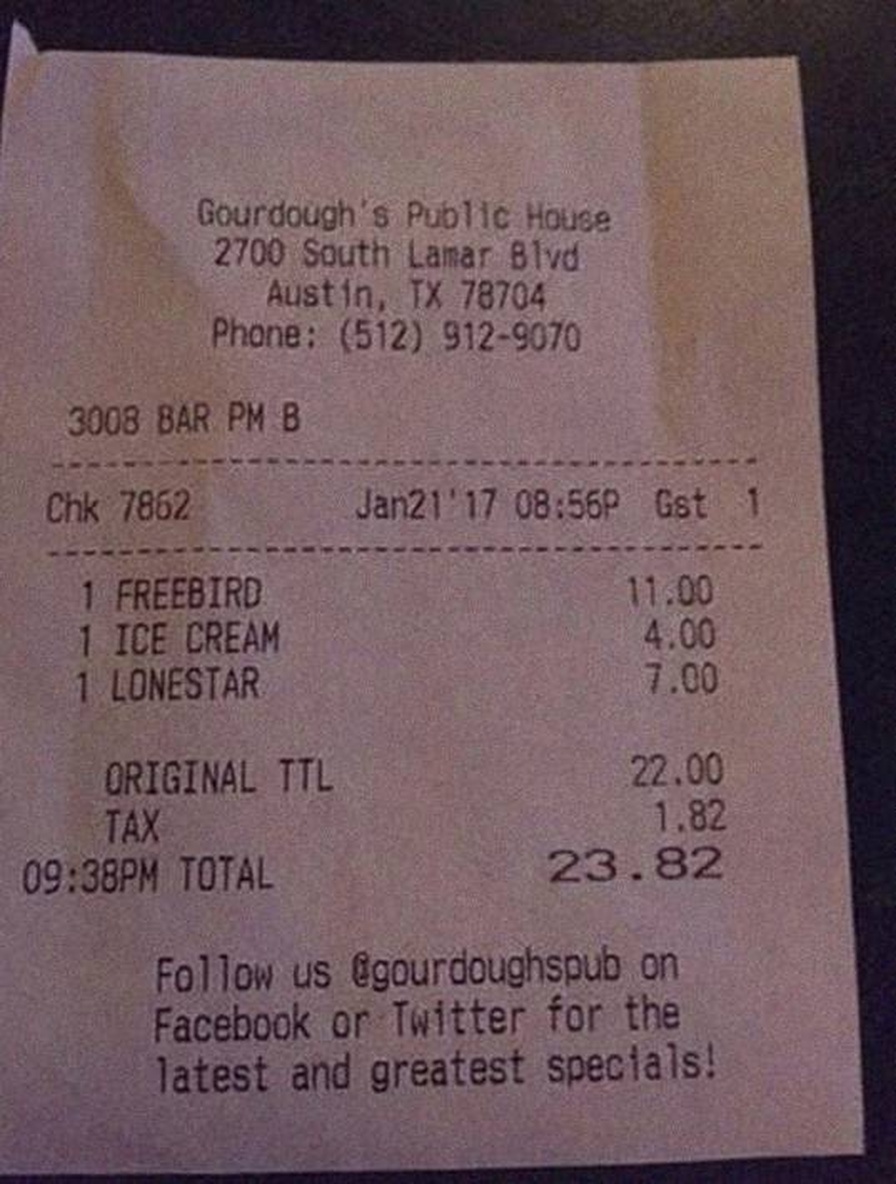 Gourdough's Public House
2700 South Lamar Blvd
Austin, TX 78704
Phone: (512) 912-9070
3008 BAR PM B
--------------------------------
Chk 7862 Jan21'17 08:56P Gst 1
--------------------------------
1 FREEBIRD 11.00
1 ICE CREAM 4.00
1 LONESTAR 7.00
ORIGINAL TTL 22.00
TAX 1.82
09:38PM TOTAL 23.82
Follow us @gourdoughspub on
Facebook or Twitter for the
latest and greatest specials!